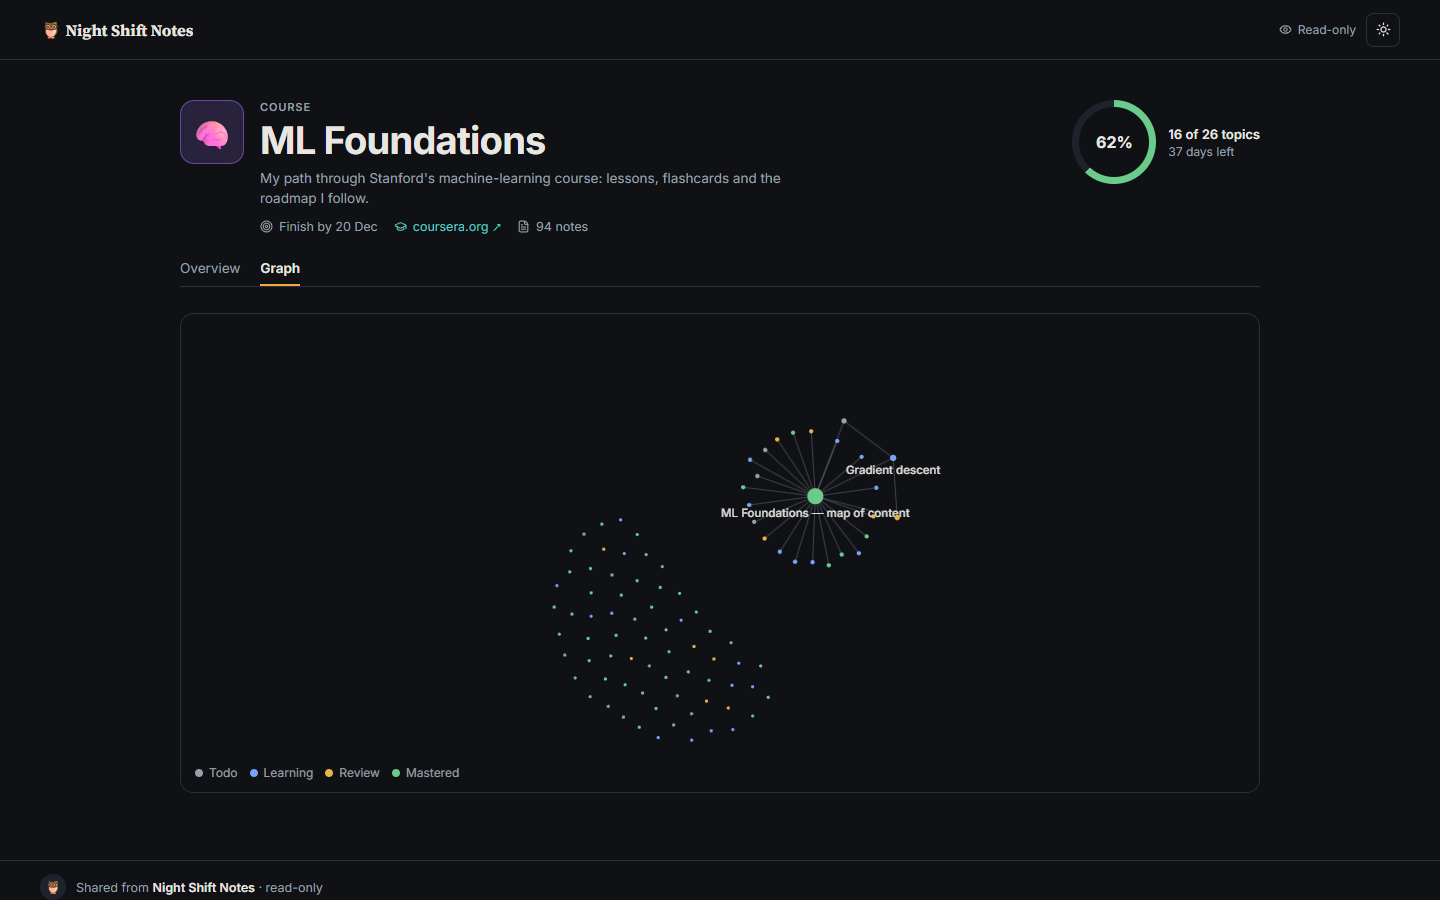 Night Shift Notes
Read-only
COURSE
ML Foundations
My path through Stanford's machine-learning course: lessons, flashcards and the
roadmap I follow.
Finish by 20 Dec
coursera.org ↗
94 notes
62%
16 of 26 topics
37 days left
Overview
Graph
Gradient descent
ML Foundations — map of content
Todo
Learning
Review
Mastered
Shared from Night Shift Notes · read-only